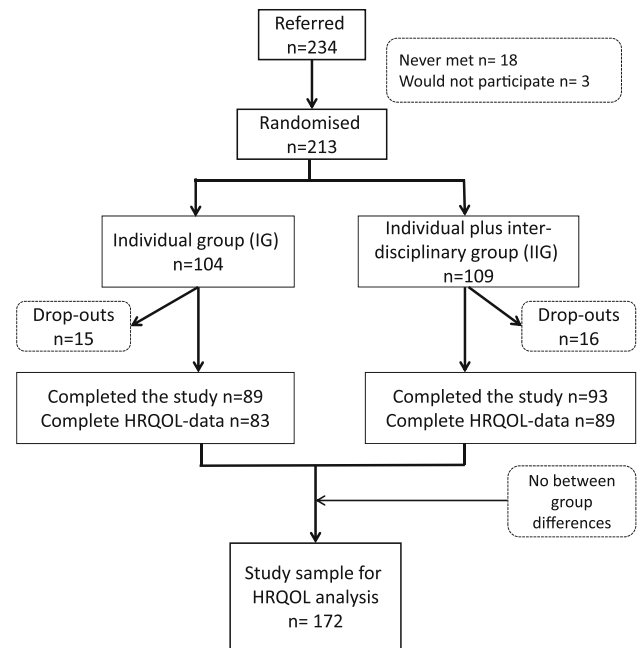 Referred
n=234
Never met n= 18
Would not participate n= 3
Randomised
n=213
Individual group (IG)
n=104
Individual plus inter-
disciplinary group (IIG)
n=109
Drop-outs
n=15
Drop-outs
n=16
Completed the study n=89
Complete HRQOL-data n=83
Completed the study n=93
Complete HRQOL-data n=89
No between
group
differences
Study sample for
HRQOL analysis
n= 172